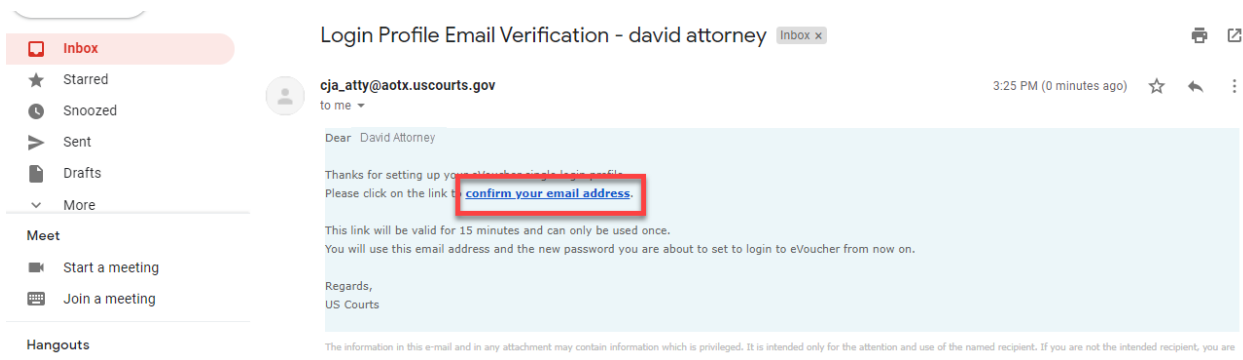 Inbox
Starred
Snoozed
Sent
Drafts
More
Meet
Start a meeting
Join a meeting
Hangouts
Login Profile Email Verification - david attorney Inbox x
cja_atty@aotx.uscourts.gov 3:25 PM (0 minutes ago)
to me
Dear David Attorney
Thanks for setting up your eVoucher single login profile.
Please click on the link to confirm your email address.
This link will be valid for 15 minutes and can only be used once.
You will use this email address and the new password you are about to set to login to eVoucher from now on.
Regards,
US Courts
The information in this e-mail and in any attachment may contain information which is privileged. It is intended only for the attention and use of the named recipient. If you are not the intended recipient, you are